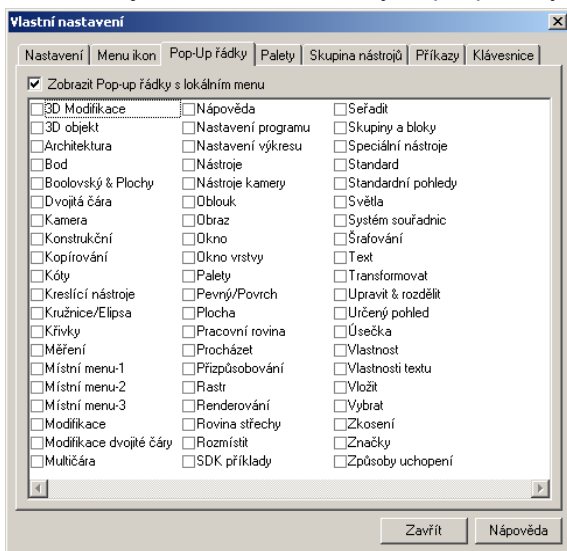 Vlastní nastavení
Nastavení Menu ikon Pop-Up řádky Palety Skupina nástrojů Příkazy Klávesnice
Zobrazit Pop-up řádky s lokálním menu
3D Modifikace
3D objekt
Architektura
Bod
Boolovský & Plochy
Dvojitá čára
Kamera
Konstrukční
Kopírování
Kóty
Kreslící nástroje
Kružnice/Elipsa
Křivky
Měření
Místní menu-1
Místní menu-2
Místní menu-3
Modifikace
Modifikace dvojité čáry
Multičára
Nápověda
Nastavení programu
Nastavení výkresu
Nástroje
Nástroje kamery
Oblouk
Obraz
Okno
Okno vrstvy
Palety
Pevný/Povrch
Plocha
Pracovní rovina
Procházet
Přizpůsobování
Rastr
Renderování
Rovina střechy
Rozmístit
SDK příklady
Seřadit
Skupiny a bloky
Speciální nástroje
Standard
Standardní pohledy
Světla
Systém souřadnic
Šrafování
Text
Transformovat
Upravit & rozdělit
Určený pohled
Úsečka
Vlastnost
Vlastnosti textu
Vložit
Vybrat
Zkosení
Značky
Způsoby uchopení
Zavřít Nápověda